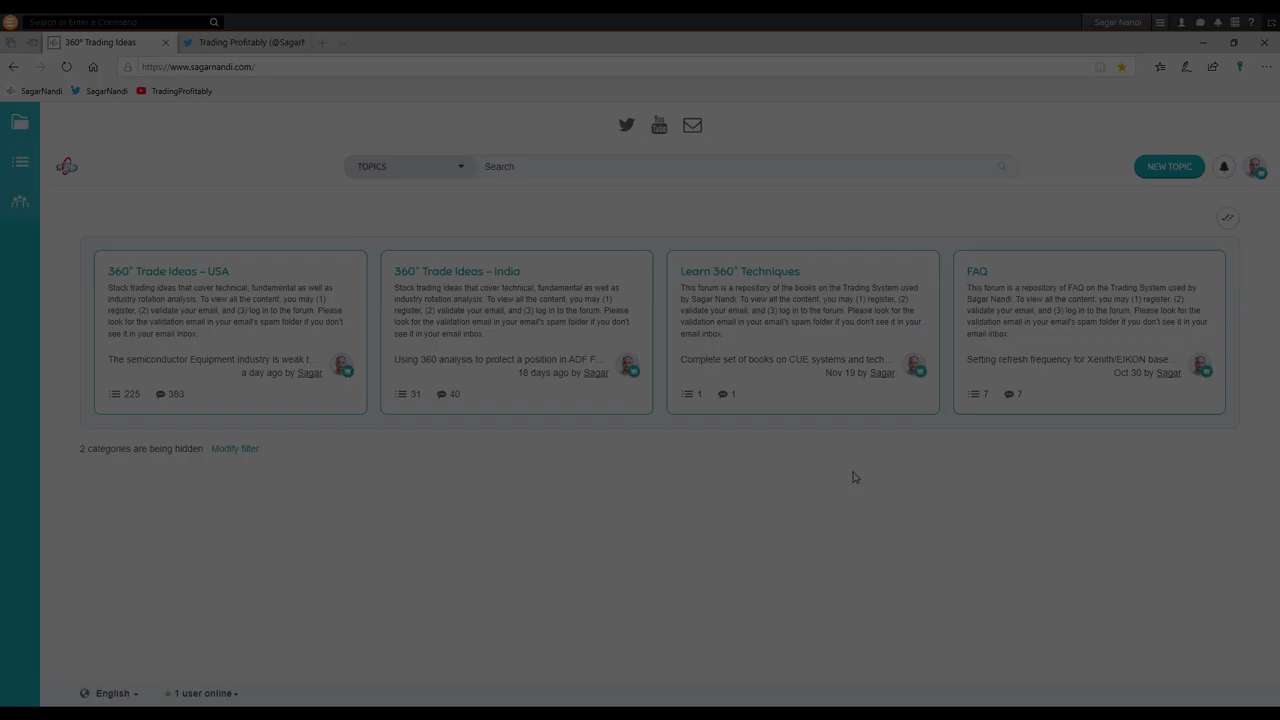 Search or Enter a Command
Sagar Nandi
360° Trading Ideas
Trading Profitably (@SagarN
https://www.sagarnandi.com/
SagarNandi
SagarNandi
TradingProfitably
You
Tube
TOPICS
Search
NEW TOPIC
360° Trade Ideas – USA
Stock trading ideas that cover technical, fundamental as well as
industry rotation analysis. To view all the content, you may (1)
register, (2) validate your email, and (3) log in to the forum. Please
look for the validation email in your email's spam folder if you don't
see it in your email inbox.
The semiconductor Equipment industry is weak t...
a day ago by Sagar
225
383
360° Trade Ideas – India
Stock trading ideas that cover technical, fundamental as well as
industry rotation analysis. To view all the content, you may (1)
register, (2) validate your email, and (3) log in to the forum. Please
look for the validation email in your email's spam folder if you don't
see it in your email inbox.
Using 360 analysis to protect a position in ADF F...
18 days ago by Sagar
31
40
Learn 360° Techniques
This forum is a repository of the books on the Trading System used
by Sagar Nandi. To view all the content, you may (1) register, (2)
validate your email, and (3) log in to the forum. Please look for the
validation email in your email's spam folder if you don't see it in your
email inbox.
Complete set of books on CUE systems and tech...
Nov 19 by Sagar
1
1
FAQ
This forum is a repository of FAQ on the Trading System used by
Sagar Nandi. To view all the content, you may (1) register, (2)
validate your email, and (3) log in to the forum. Please look for the
validation email in your email's spam folder if you don't see it in your
email inbox.
Setting refresh frequency for Xenith/EIKON base...
Oct 30 by Sagar
7
7
2 categories are being hidden · Modify filter
English
1 user online